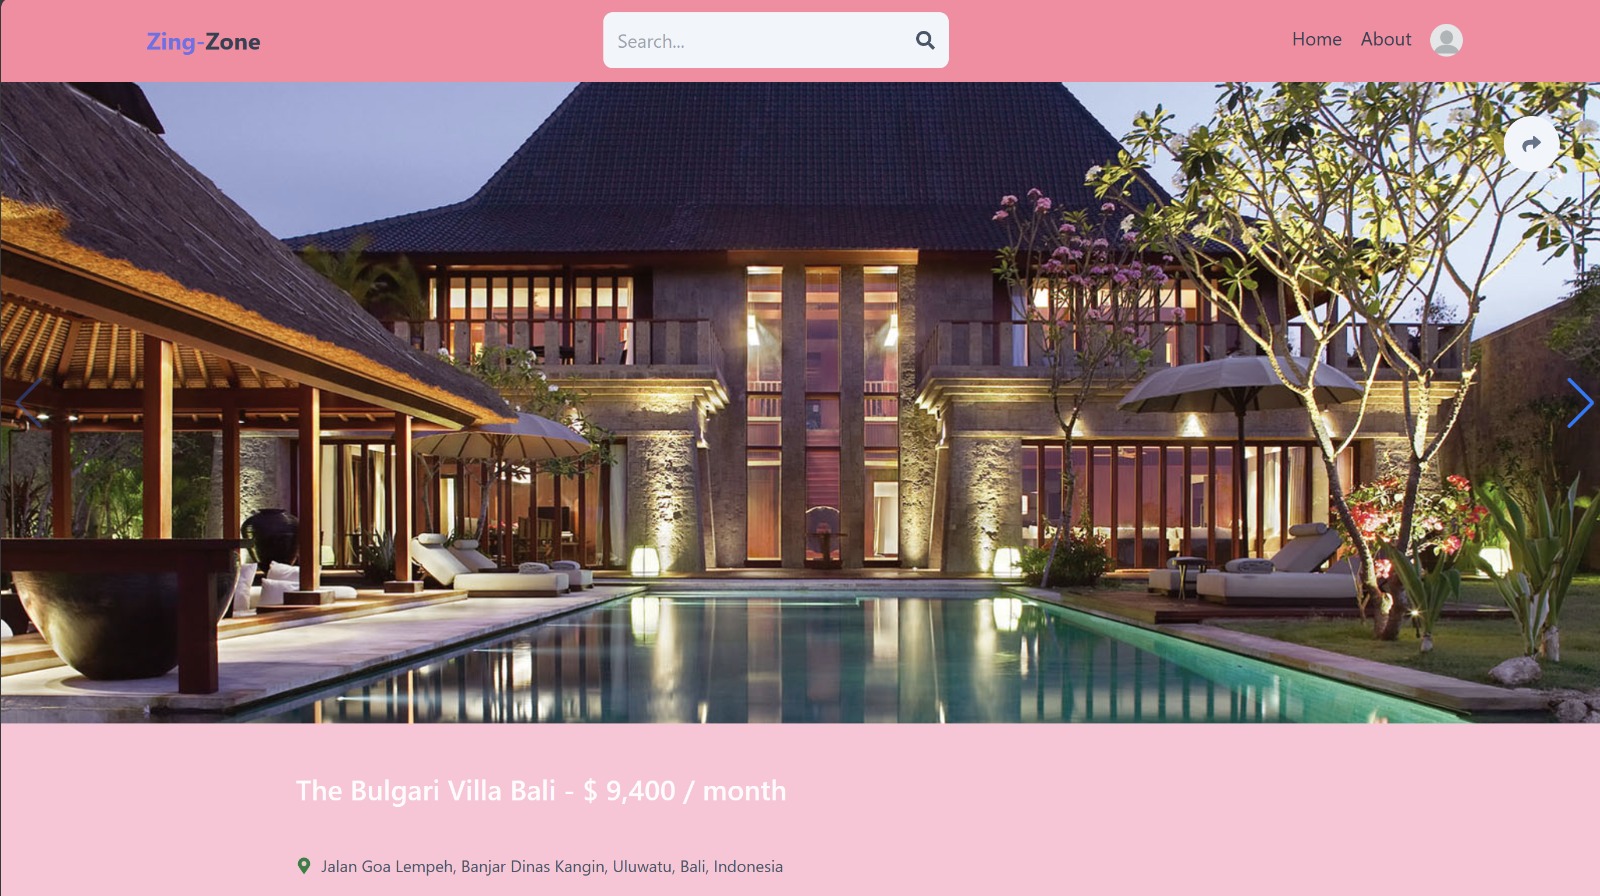 Zing-Zone
Search...
Home About
The Bulgari Villa Bali - $ 9,400 / month
Jalan Goa Lempeh, Banjar Dinas Kangin, Uluwatu, Bali, Indonesia